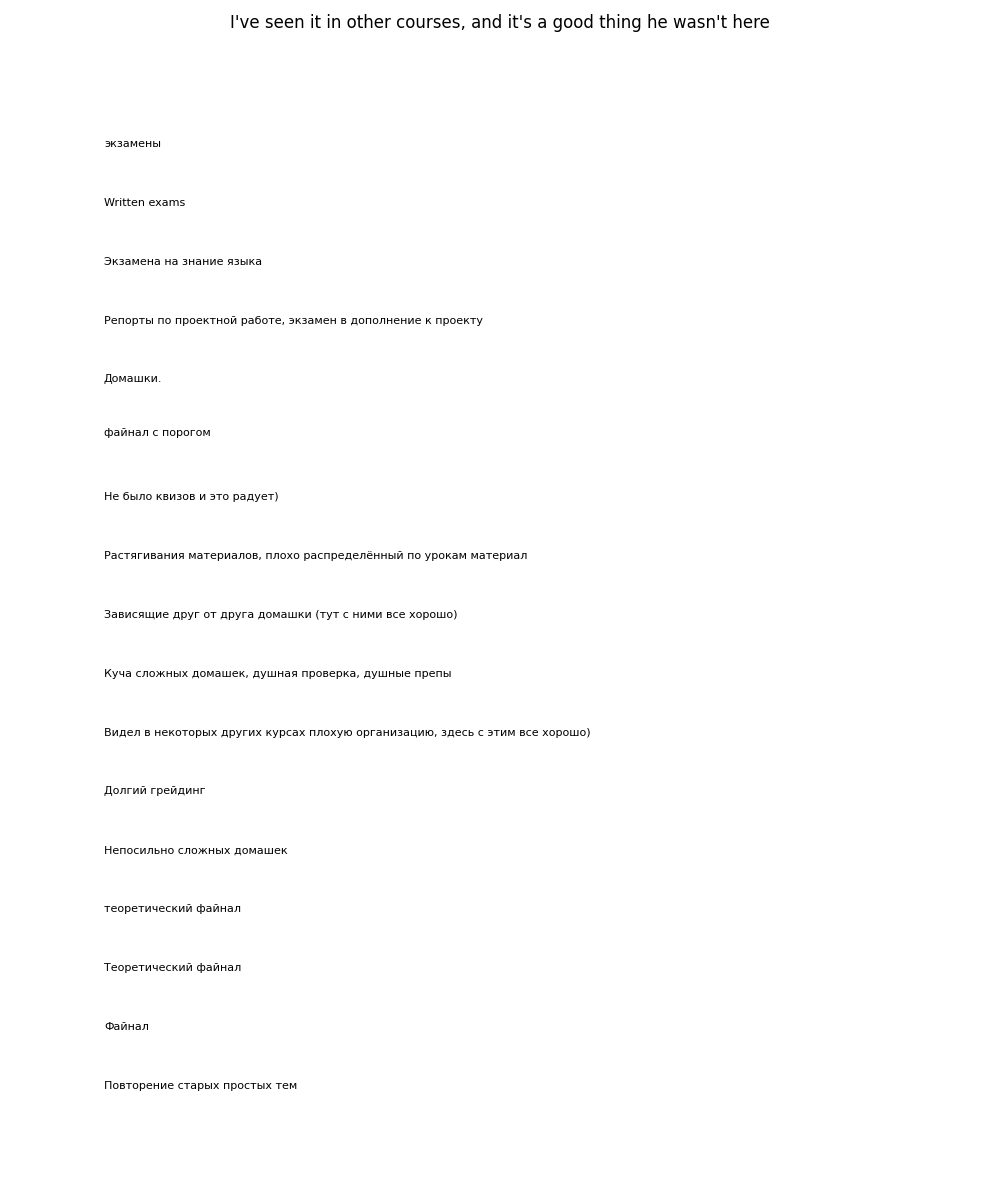 I've seen it in other courses, and it's a good thing he wasn't here
экзамены
Written exams
Экзамена на знание языка
Репорты по проектной работе, экзамен в дополнение к проекту
Домашки.
файнал с порогом
Не было квизов и это радует)
Растягивания материалов, плохо распределённый по урокам материал
Зависящие друг от друга домашки (тут с ними все хорошо)
Куча сложных домашек, душная проверка, душные препы
Видел в некоторых других курсах плохую организацию, здесь с этим все хорошо)
Долгий грейдинг
Непосильно сложных домашек
теоретический файнал
Теоретический файнал
Файнал
Повторение старых простых тем